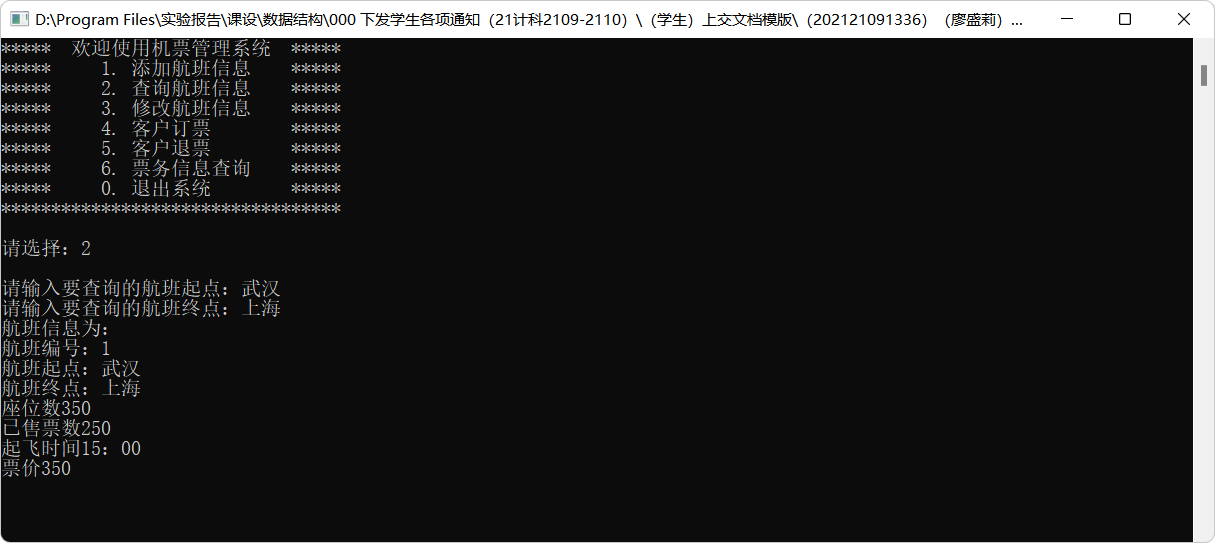 D:\Program Files\实验报告\课设\数据结构\000 下发学生各项通知（21计科2109-2110）\（学生）上交文档模版\（202121091336）（廖盛莉）...
*****  欢迎使用机票管理系统  *****
*****     1. 添加航班信息    *****
*****     2. 查询航班信息    *****
*****     3. 修改航班信息    *****
*****     4. 客户订票        *****
*****     5. 客户退票        *****
*****     6. 票务信息查询    *****
*****     0. 退出系统        *****
**********************************
请选择：2
请输入要查询的航班起点：武汉
请输入要查询的航班终点：上海
航班信息为：
航班编号：1
航班起点：武汉
航班终点：上海
座位数350
已售票数250
起飞时间15：00
票价350